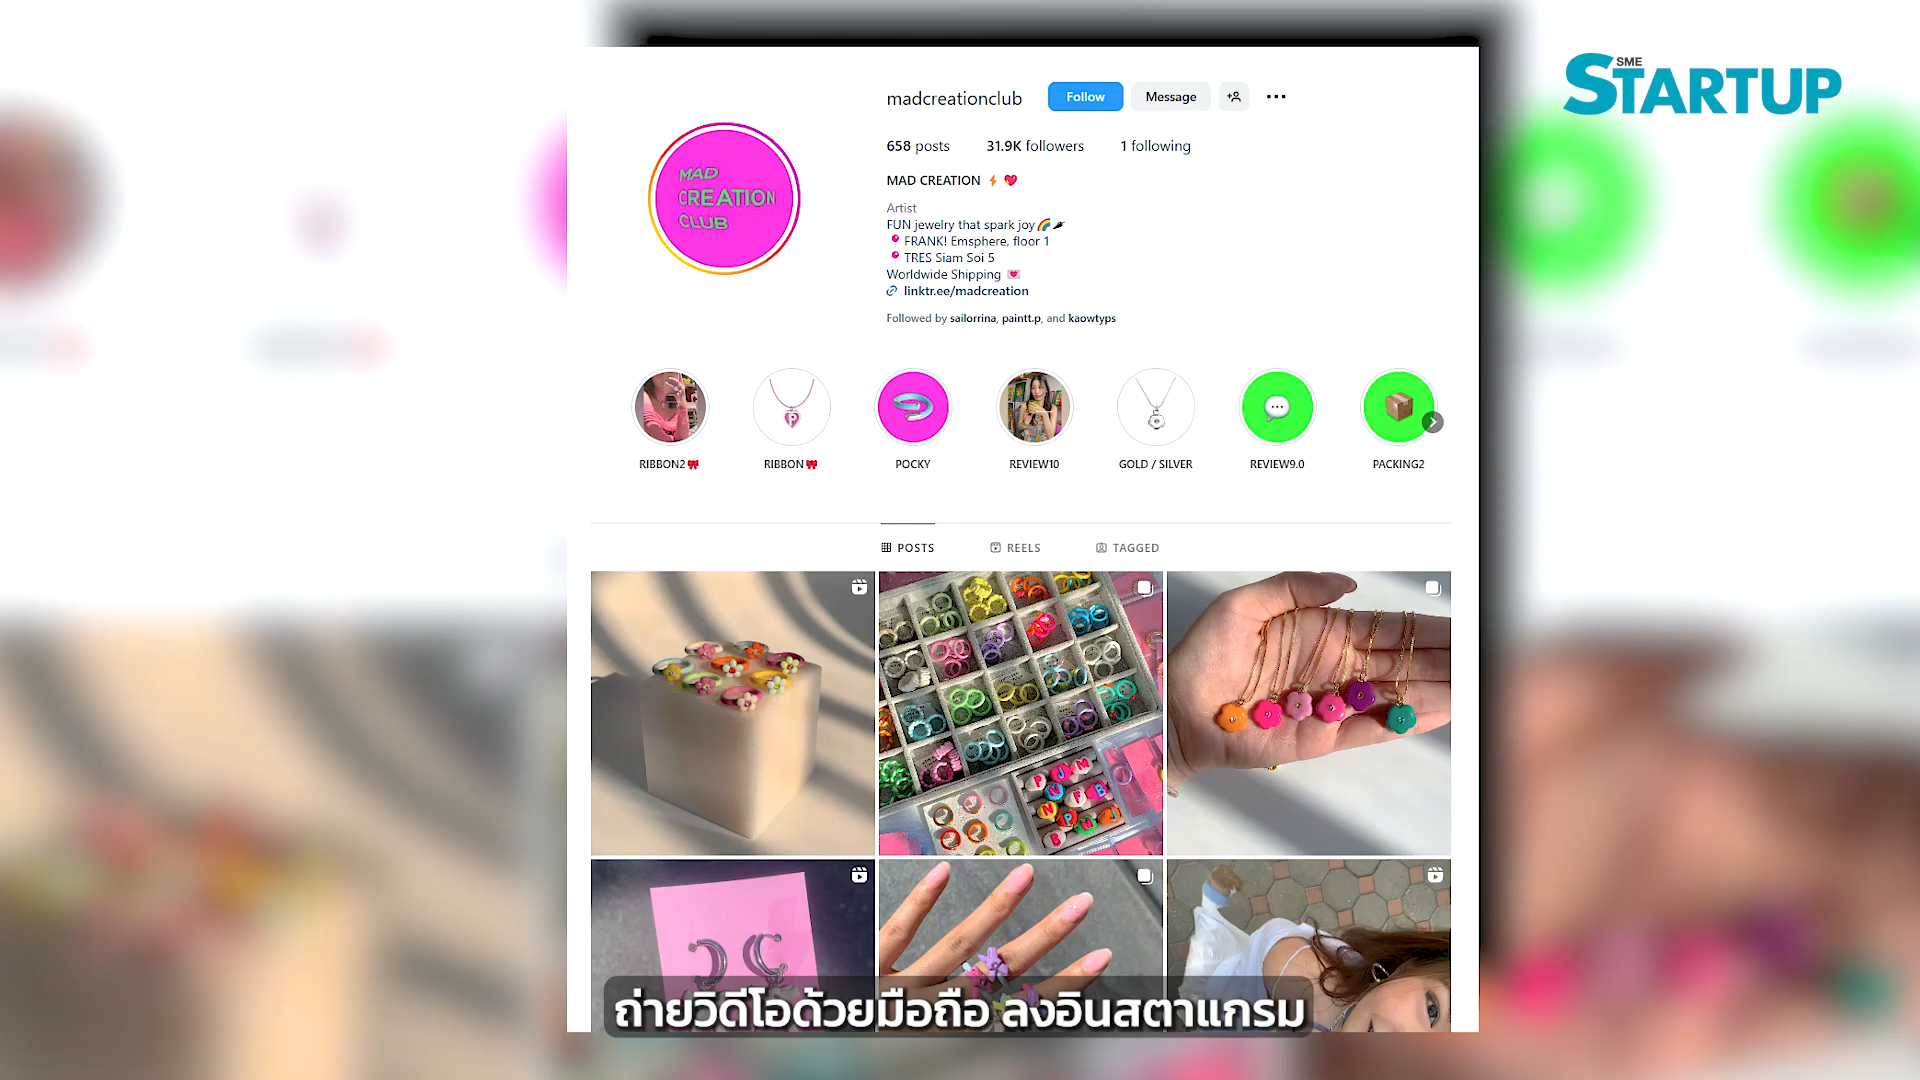 SME
STARTUP
madcreationclub
Follow
Message
658 posts
31.9K followers
1 following
MAD
CREATION
CLUB
MAD CREATION ⚡💖
Artist
FUN jewelry that spark joy🌈🌶
📍 FRANK! Emsphere, floor 1
📍 TRES Siam Soi 5
Worldwide Shipping 💌
linktr.ee/madcreation
Followed by sailorrina, paintt.p, and kaowtyps
RIBBON2🎀
RIBBON🎀
POCKY
REVIEW10
GOLD / SILVER
REVIEW9.0
PACKING2
POSTS
REELS
TAGGED
ถ่ายวิดีโอด้วยมือถือ ลงอินสตาแกรม